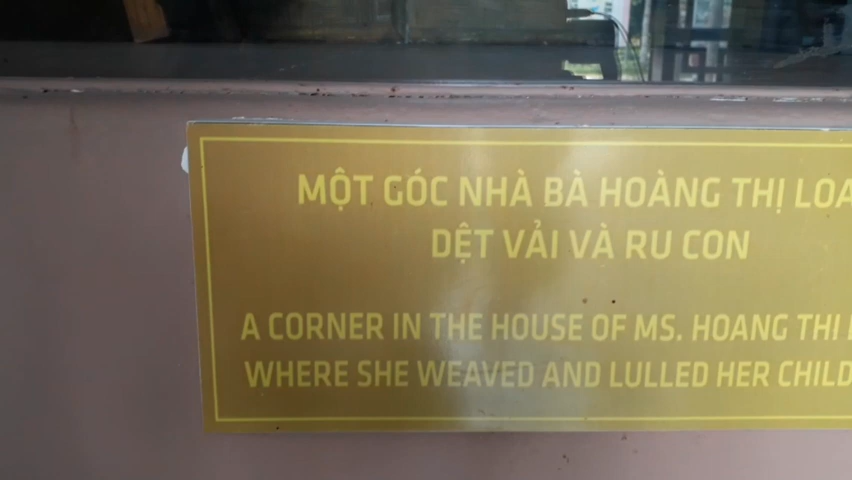 MỘT GÓC NHÀ BÀ HOÀNG THỊ LOA
DỆT VẢI VÀ RU CON
A CORNER IN THE HOUSE OF MS. HOANG THI
WHERE SHE WEAVED AND LULLED HER CHILD